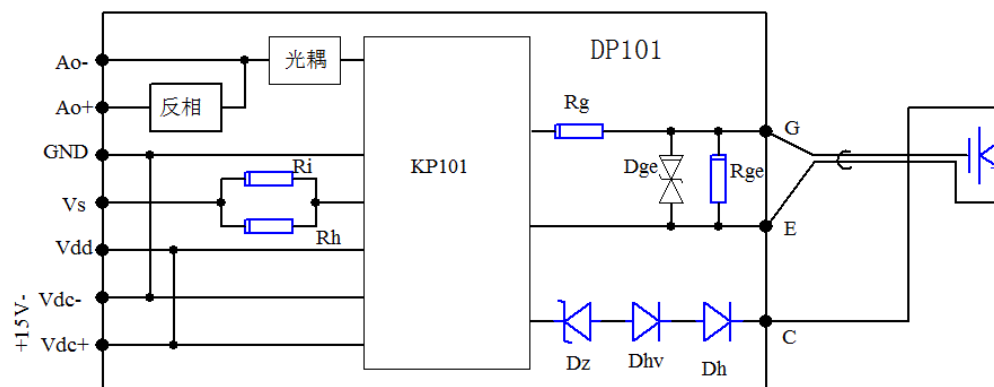 DP101
Ao-
光耦
Ao+
反相
Rg
G
GND
Ri
KP101
Dge
Rge
Vs
Rh
E
Vdd
Vdc-
+15V-
Vdc+
C
Dz
Dhv
Dh